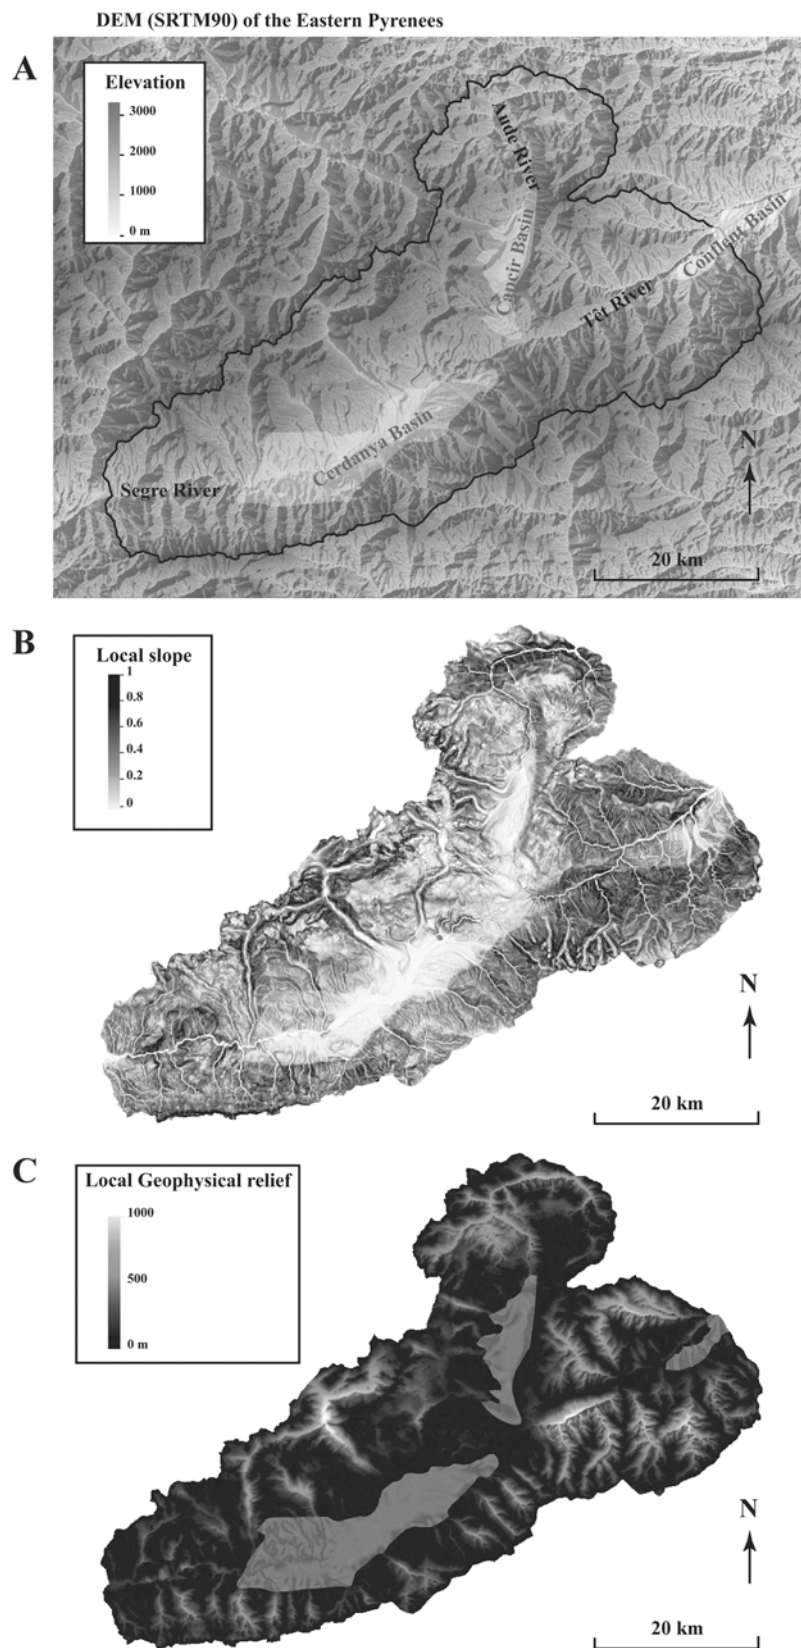 DEM (SRTM90) of the Eastern Pyrenees
A
Elevation
3000
2000
1000
0 m
Aude River
Capcir Basin
Conflent Basin
Têt River
Cerdanya Basin
Segre River
N
20 km
B
Local slope
1
0.8
0.6
0.4
0.2
0
N
20 km
C
Local Geophysical relief
1000
500
0 m
N
20 km